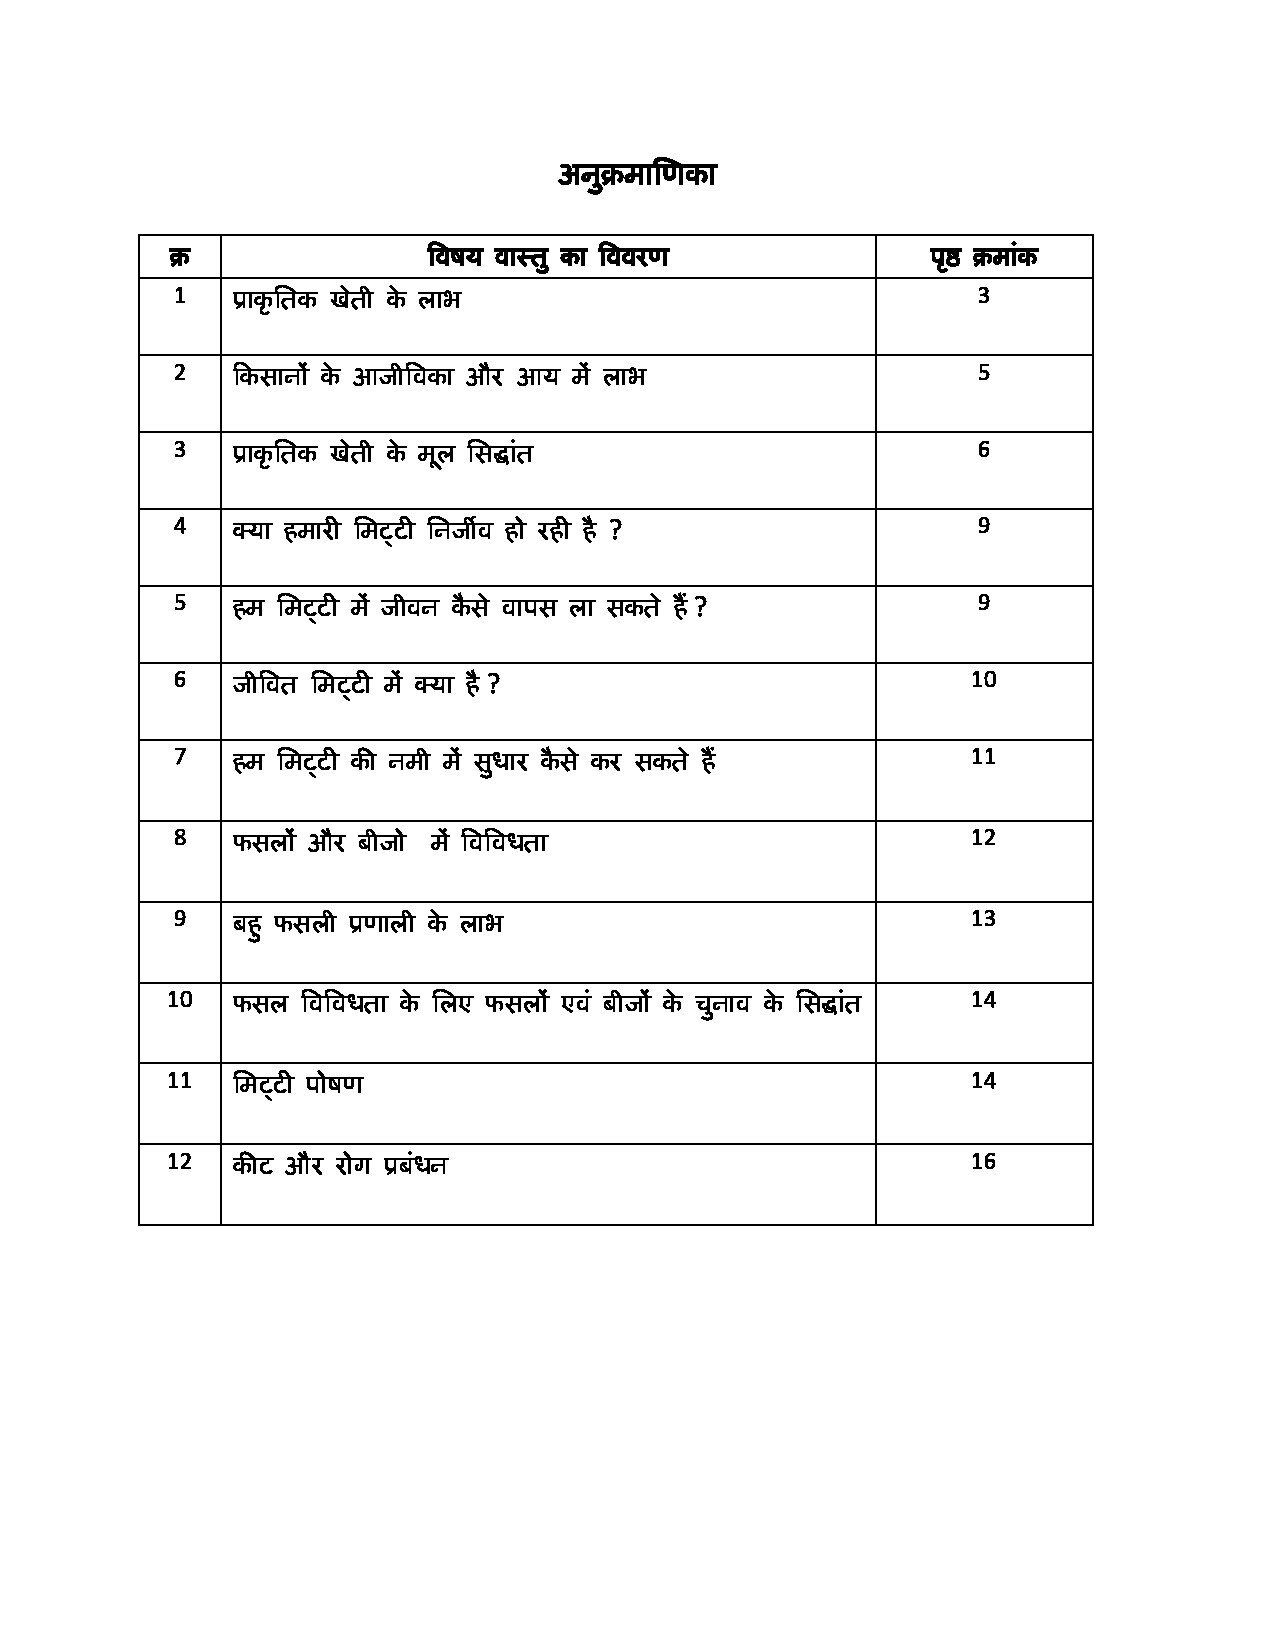 अनुक्रमाणिका
क्र विषय वास्तु का विवरण पृष्ठ क्रमांक
1 प्राकृतिक खेती के लाभ 3
2 किसानों के आजीविका और आय में लाभ 5
3 प्राकृतिक खेती के मूल सिद्धांत 6
4 क्या हमारी मिट्टी निर्जीव हो रही है ? 9
5 हम मिट्टी में जीवन कैसे वापस ला सकते हैं ? 9
6 जीवित मिट्टी में क्या है ? 10
7 हम मिट्टी की नमी में सुधार कैसे कर सकते हैं 11
8 फसलों और बीजो में विविधता 12
9 बहु फसली प्रणाली के लाभ 13
10 फसल विविधता के लिए फसलों एवं बीजों के चुनाव के सिद्धांत 14
11 मिट्टी पोषण 14
12 कीट और रोग प्रबंधन 16